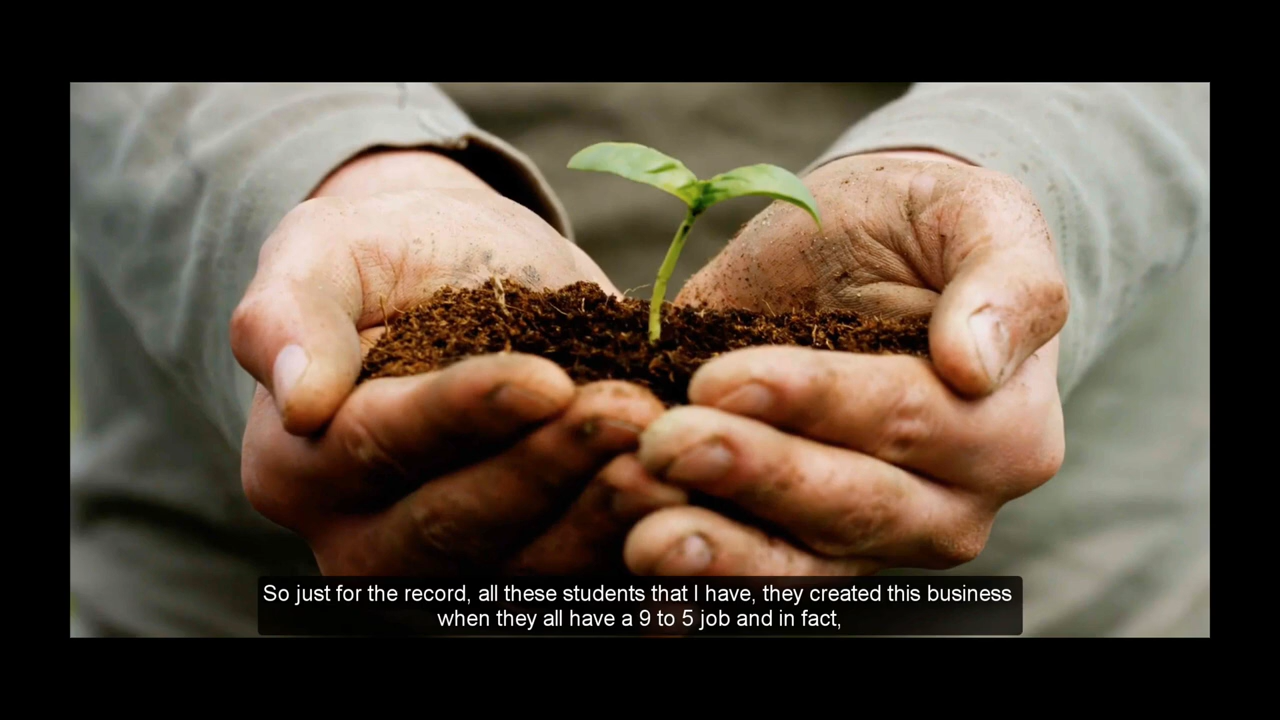 So just for the record, all these students that I have, they created this business
when they all have a 9 to 5 job and in fact,